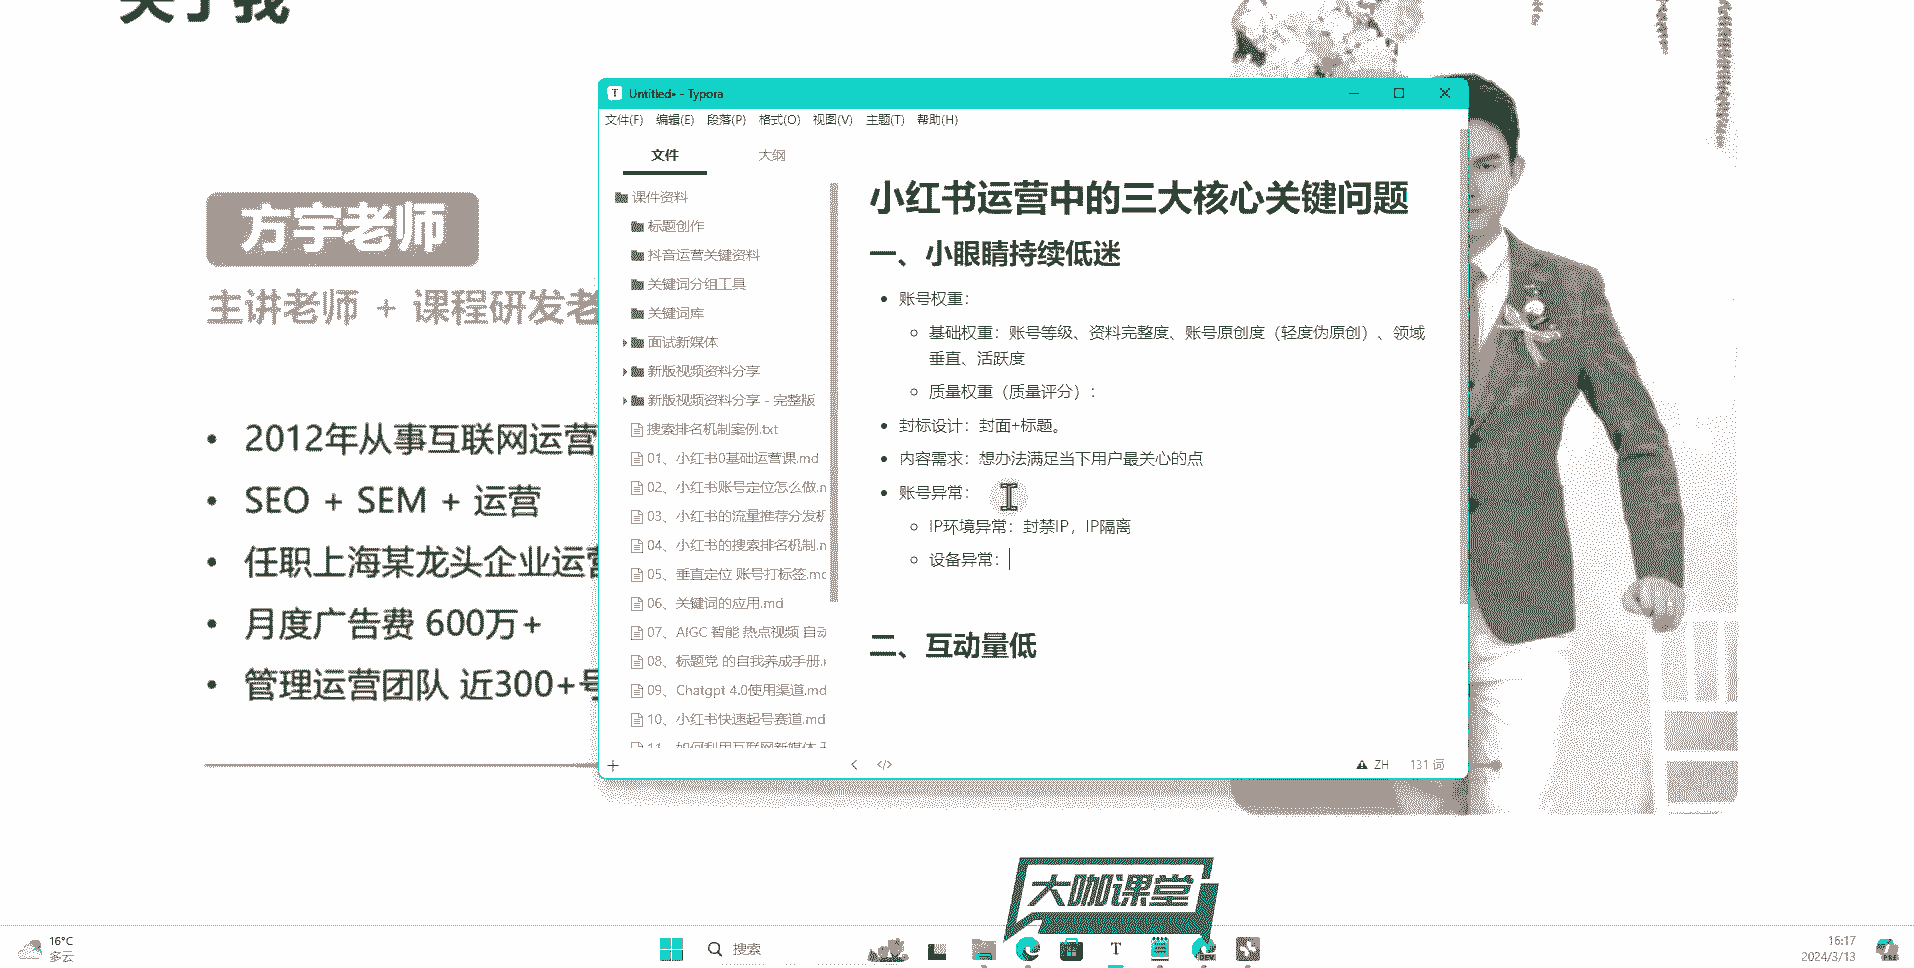 关于我
方宇老师
主讲老师 + 课程研发老
2012年从事互联网运营
SEO + SEM + 运营
任职上海某龙头企业运营
月度广告费 600万+
管理运营团队 近300+号
Untitled• - Typora
文件(F) 编辑(E) 段落(P) 格式(O) 视图(V) 主题(T) 帮助(H)
文件 大纲
课件资料
标题创作
抖音运营关键资料
关键词分组工具
关键词库
面试新媒体
新版视频资料分享
新版视频资料分享 - 完整版
搜索排名机制案例.txt
01、小红书0基础运营课.md
02、小红书账号定位怎么做.m
03、小红书的流量推荐分发机
04、小红书的搜索排名机制.m
05、垂直定位 账号打标签.md
06、关键词的应用.md
07、AIGC 智能 热点视频 自动
08、标题党 的自我养成手册.m
09、Chatgpt 4.0使用渠道.md
10、小红书快速起号赛道.md
11、如何利用互联网新媒体
小红书运营中的三大核心关键问题
一、小眼睛持续低迷
账号权重：
基础权重：账号等级、资料完整度、账号原创度（轻度伪原创）、领域
垂直、活跃度
质量权重（质量评分）：
封标设计：封面+标题。
内容需求：想办法满足当下用户最关心的点
账号异常：
IP环境异常：封禁IP，IP隔离
设备异常：
二、互动量低
ZH 131 词
大咖课堂
16°C
多云
搜索
16:17
2024/3/13